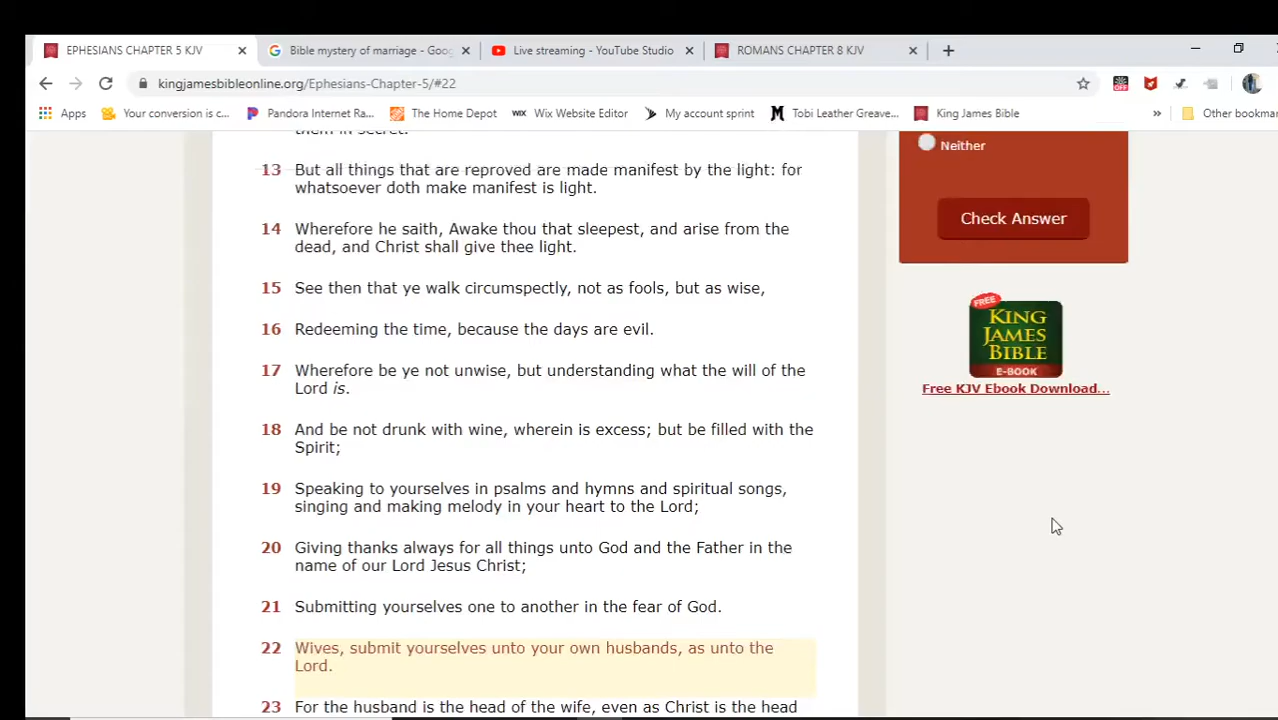 EPHESIANS CHAPTER 5 KJV
Bible mystery of marriage - Goog
Live streaming - YouTube Studio
ROMANS CHAPTER 8 KJV
kingjamesbibleonline.org/Ephesians-Chapter-5/#22
OFF
Apps
Your conversion is c...
Pandora Internet Ra...
The Home Depot
WIX Wix Website Editor
My account sprint
Tobi Leather Greave...
King James Bible
»
Other bookmar
them in secret.
13 But all things that are reproved are made manifest by the light: for
whatsoever doth make manifest is light.
14 Wherefore he saith, Awake thou that sleepest, and arise from the
dead, and Christ shall give thee light.
15 See then that ye walk circumspectly, not as fools, but as wise,
16 Redeeming the time, because the days are evil.
17 Wherefore be ye not unwise, but understanding what the will of the
Lord is.
18 And be not drunk with wine, wherein is excess; but be filled with the
Spirit;
19 Speaking to yourselves in psalms and hymns and spiritual songs,
singing and making melody in your heart to the Lord;
20 Giving thanks always for all things unto God and the Father in the
name of our Lord Jesus Christ;
21 Submitting yourselves one to another in the fear of God.
22 Wives, submit yourselves unto your own husbands, as unto the
Lord.
23 For the husband is the head of the wife, even as Christ is the head
Neither
Check Answer
FREE
KING
JAMES
BIBLE
E-BOOK
Free KJV Ebook Download...